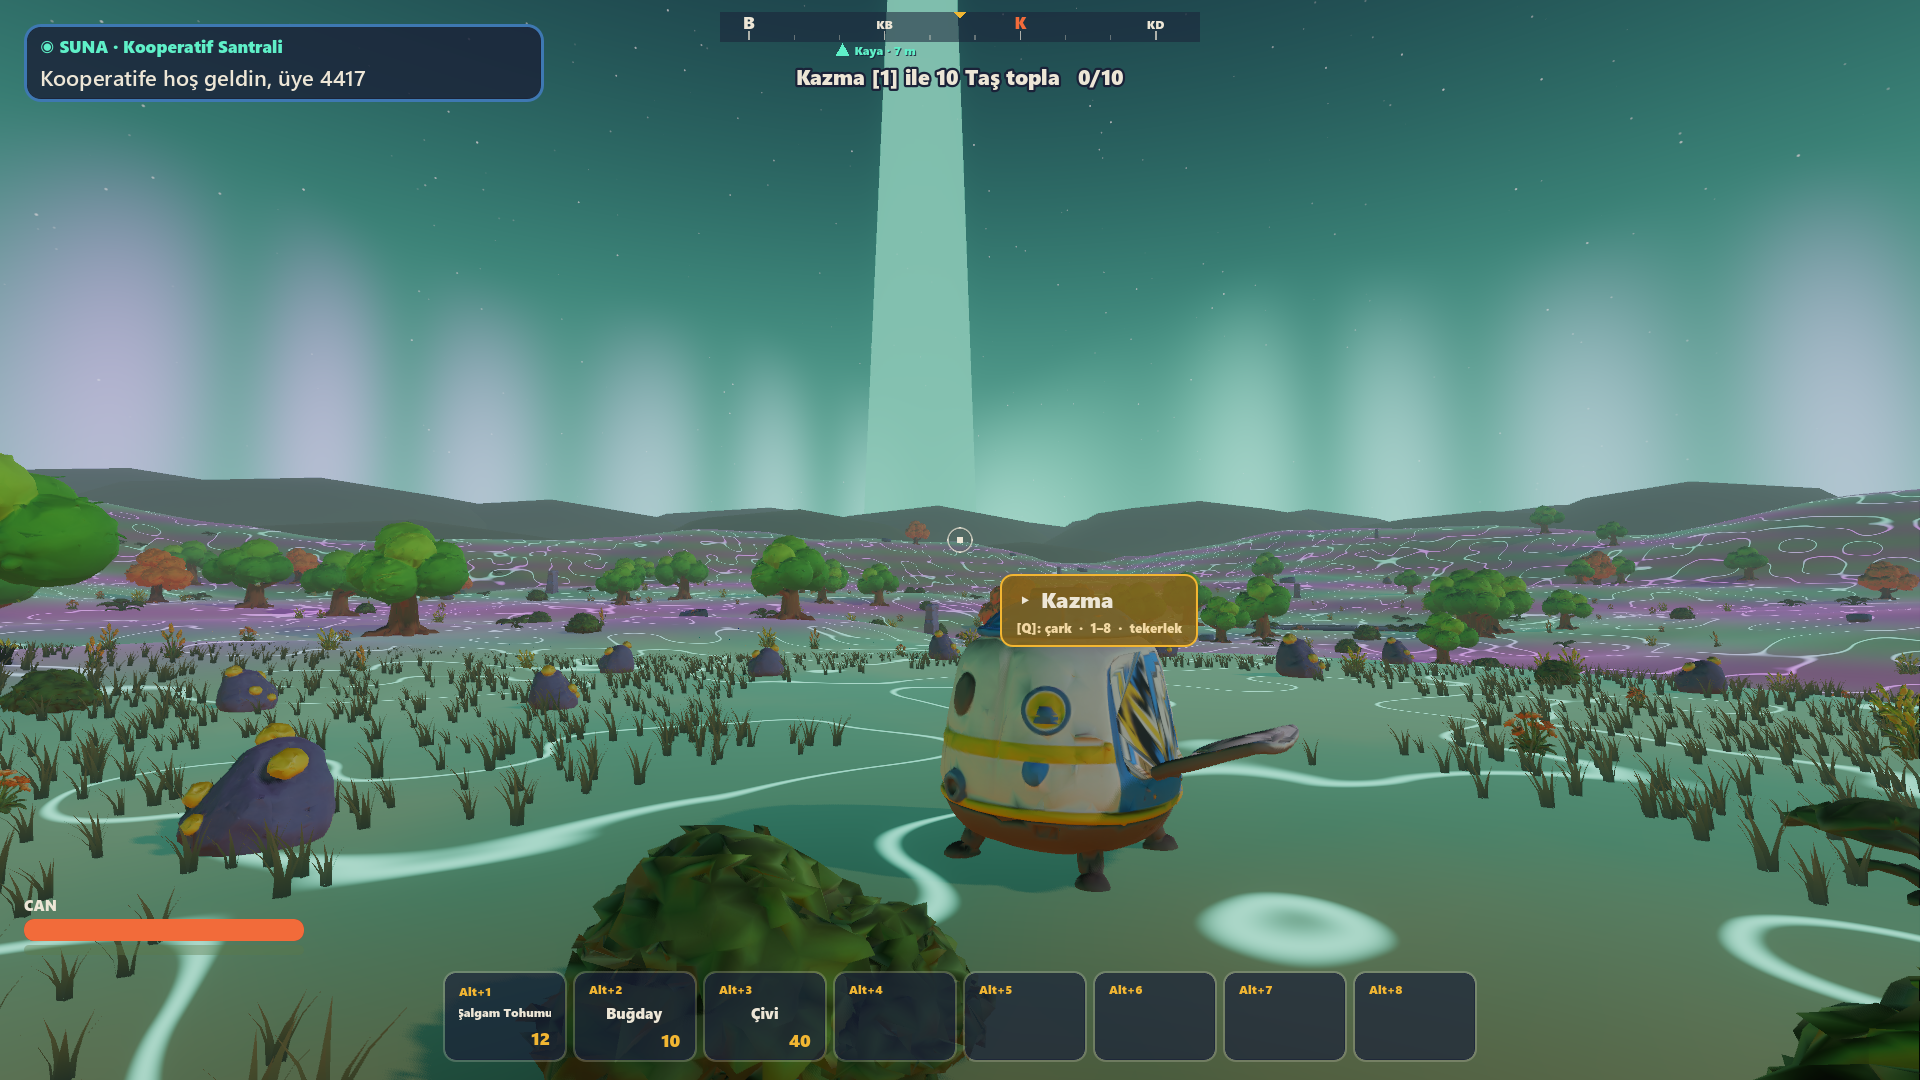 SUNA · Kooperatif Santrali
Kooperatife hoş geldin, üye 4417
B KB K KD
Kaya · 7 m
Kazma [1] ile 10 Taş topla 0/10
Kazma
[Q]: çark · 1–8 · tekerlek
CAN
Alt+1 Alt+2 Alt+3 Alt+4 Alt+5 Alt+6 Alt+7 Alt+8
Şalgam Tohumu Buğday Çivi
12 10 40